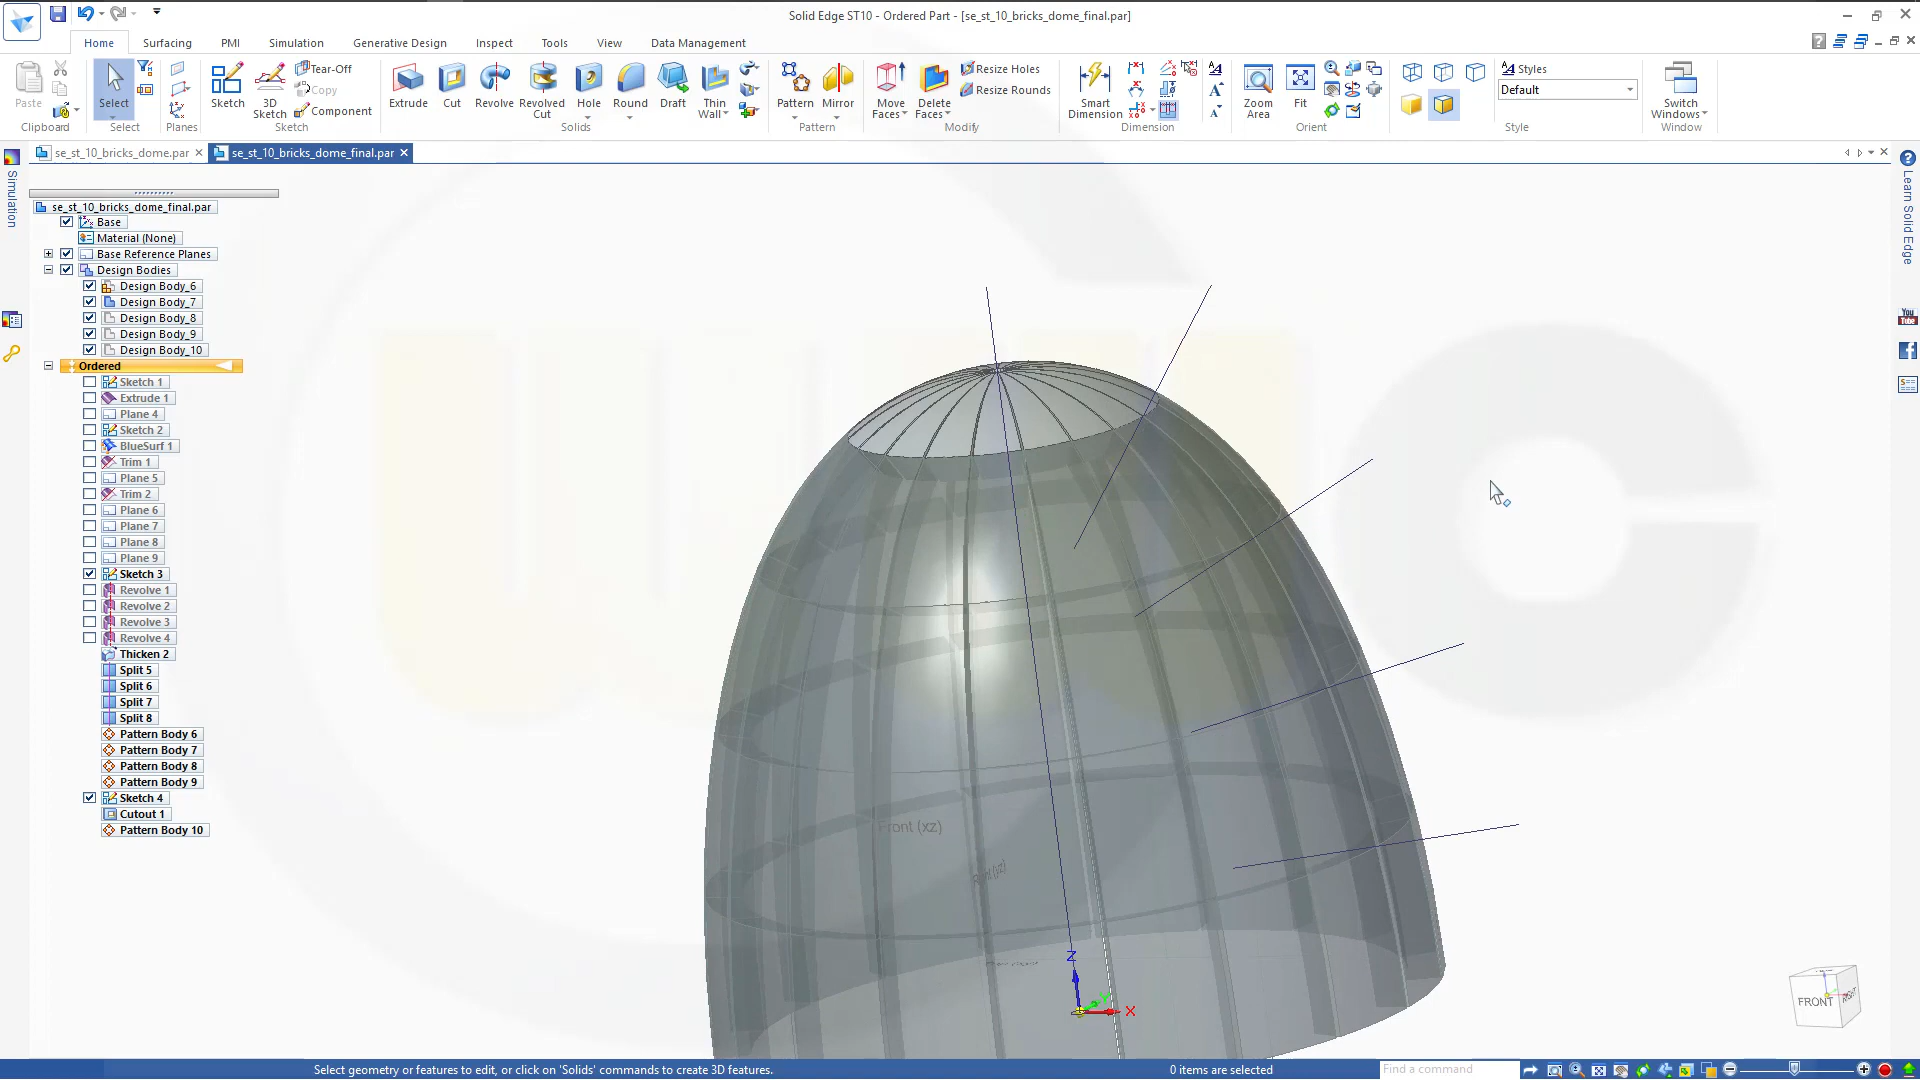 Solid Edge ST10 - Ordered Part - [se_st_10_bricks_dome_final.par]
Home Surfacing PMI Simulation Generative Design Inspect Tools View Data Management
Paste
Clipboard
Select
Select
Planes
Sketch
3D Sketch
Tear-Off
Copy
Component
Sketch
Extrude
Cut
Revolve
Revolved Cut
Hole
Round
Draft
Thin Wall
Solids
Pattern
Mirror
Pattern
Move Faces
Delete Faces
Resize Holes
Resize Rounds
Modify
Smart Dimension
Dimension
Zoom Area
Fit
Orient
Styles
Default
Style
Switch Windows
Window
se_st_10_bricks_dome.par
se_st_10_bricks_dome_final.par
Simulation
Learn Solid Edge
You Tube
se_st_10_bricks_dome_final.par
Base
Material (None)
Base Reference Planes
Design Bodies
Design Body_6
Design Body_7
Design Body_8
Design Body_9
Design Body_10
Ordered
Sketch 1
Extrude 1
Plane 4
Sketch 2
BlueSurf 1
Trim 1
Plane 5
Trim 2
Plane 6
Plane 7
Plane 8
Plane 9
Sketch 3
Revolve 1
Revolve 2
Revolve 3
Revolve 4
Thicken 2
Split 5
Split 6
Split 7
Split 8
Pattern Body 6
Pattern Body 7
Pattern Body 8
Pattern Body 9
Sketch 4
Cutout 1
Pattern Body 10
Front (xz)
Z
Y
X
FRONT
Select geometry or features to edit, or click on 'Solids' commands to create 3D features.
0 items are selected
Find a command